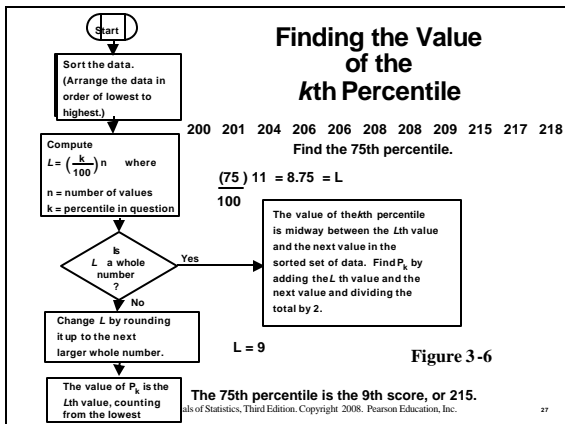 Start
Finding the Value
of the
kth Percentile
Sort the data.
(Arrange the data in
order of lowest to
highest.)
200 201 204 206 206 208 208 209 215 217 218
Find the 75th percentile.
Compute
L = (k/100) n where
n = number of values
k = percentile in question
(75) 11 = 8.75 = L
100
Is
L a whole
number
?
Yes
The value of the kth percentile
is midway between the Lth value
and the next value in the
sorted set of data. Find Pk by
adding the L th value and the
next value and dividing the
total by 2.
No
Change L by rounding
it up to the next
larger whole number.
L = 9
Figure 3-6
The value of Pk is the
Lth value, counting
from the lowest
The 75th percentile is the 9th score, or 215.
als of Statistics, Third Edition. Copyright 2008. Pearson Education, Inc.
27